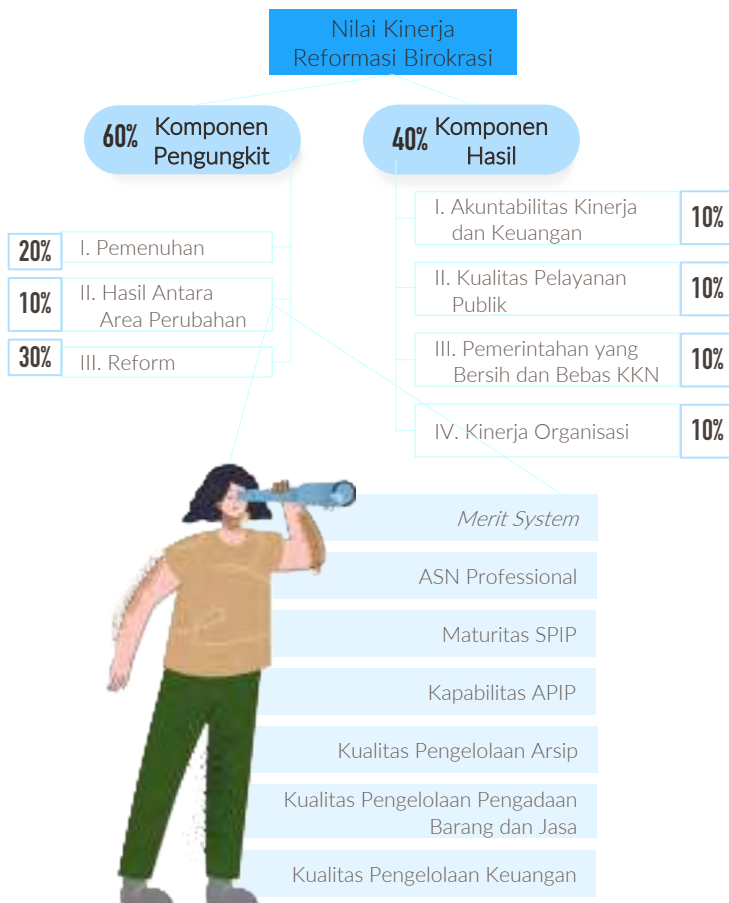 Nilai Kinerja
Reformasi Birokrasi
60% Komponen
Pengungkit
40% Komponen
Hasil
20% I. Pemenuhan
10% II. Hasil Antara
Area Perubahan
30% III. Reform
I. Akuntabilitas Kinerja
dan Keuangan 10%
II. Kualitas Pelayanan
Publik 10%
III. Pemerintahan yang
Bersih dan Bebas KKN 10%
IV. Kinerja Organisasi 10%
Merit System
ASN Professional
Maturitas SPIP
Kapabilitas APIP
Kualitas Pengelolaan Arsip
Kualitas Pengelolaan Pengadaan
Barang dan Jasa
Kualitas Pengelolaan Keuangan